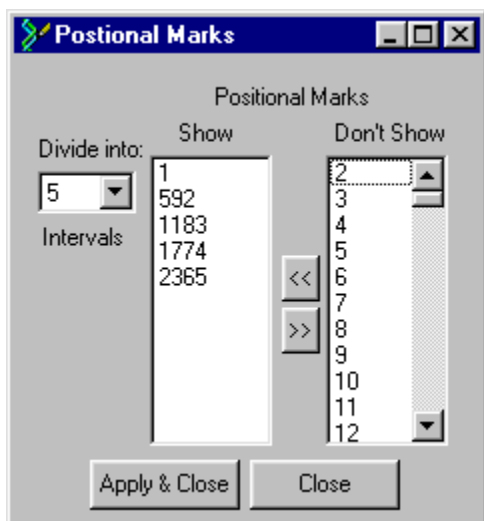 Postional Marks
Positional Marks
Show
Don't Show
Divide into:
5
Intervals
1
592
1183
1774
2365
<<
>>
2
3
4
5
6
7
8
9
10
11
12
Apply & Close
Close